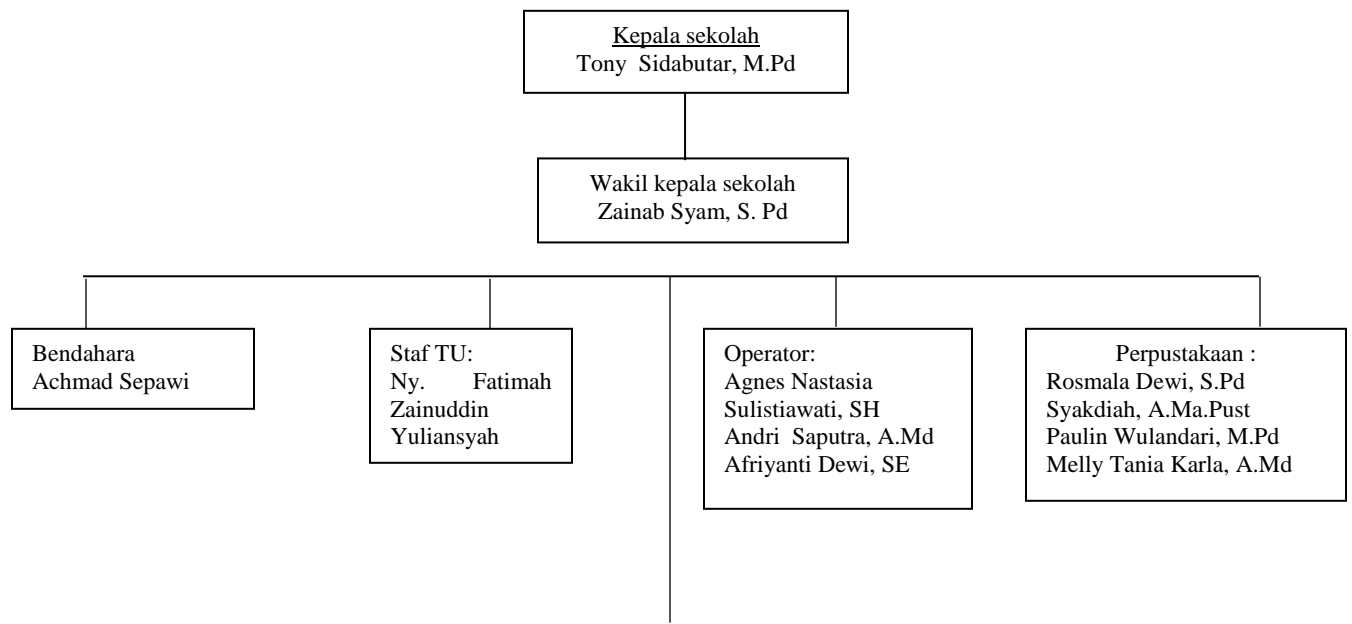 Kepala sekolah
Tony Sidabutar, M.Pd
Wakil kepala sekolah
Zainab Syam, S. Pd
Bendahara
Achmad Sepawi
Staf TU:
Ny. Fatimah
Zainuddin
Yuliansyah
Operator:
Agnes Nastasia
Sulistiawati, SH
Andri Saputra, A.Md
Afriyanti Dewi, SE
Perpustakaan :
Rosmala Dewi, S.Pd
Syakdiah, A.Ma.Pust
Paulin Wulandari, M.Pd
Melly Tania Karla, A.Md